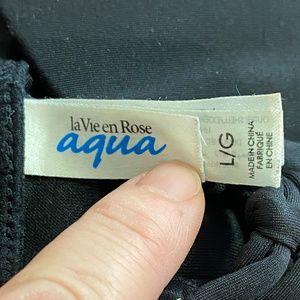 la Vie en Rose
aqua
L/G
MADE IN CHINA
FABRIQUÉ
EN CHINE